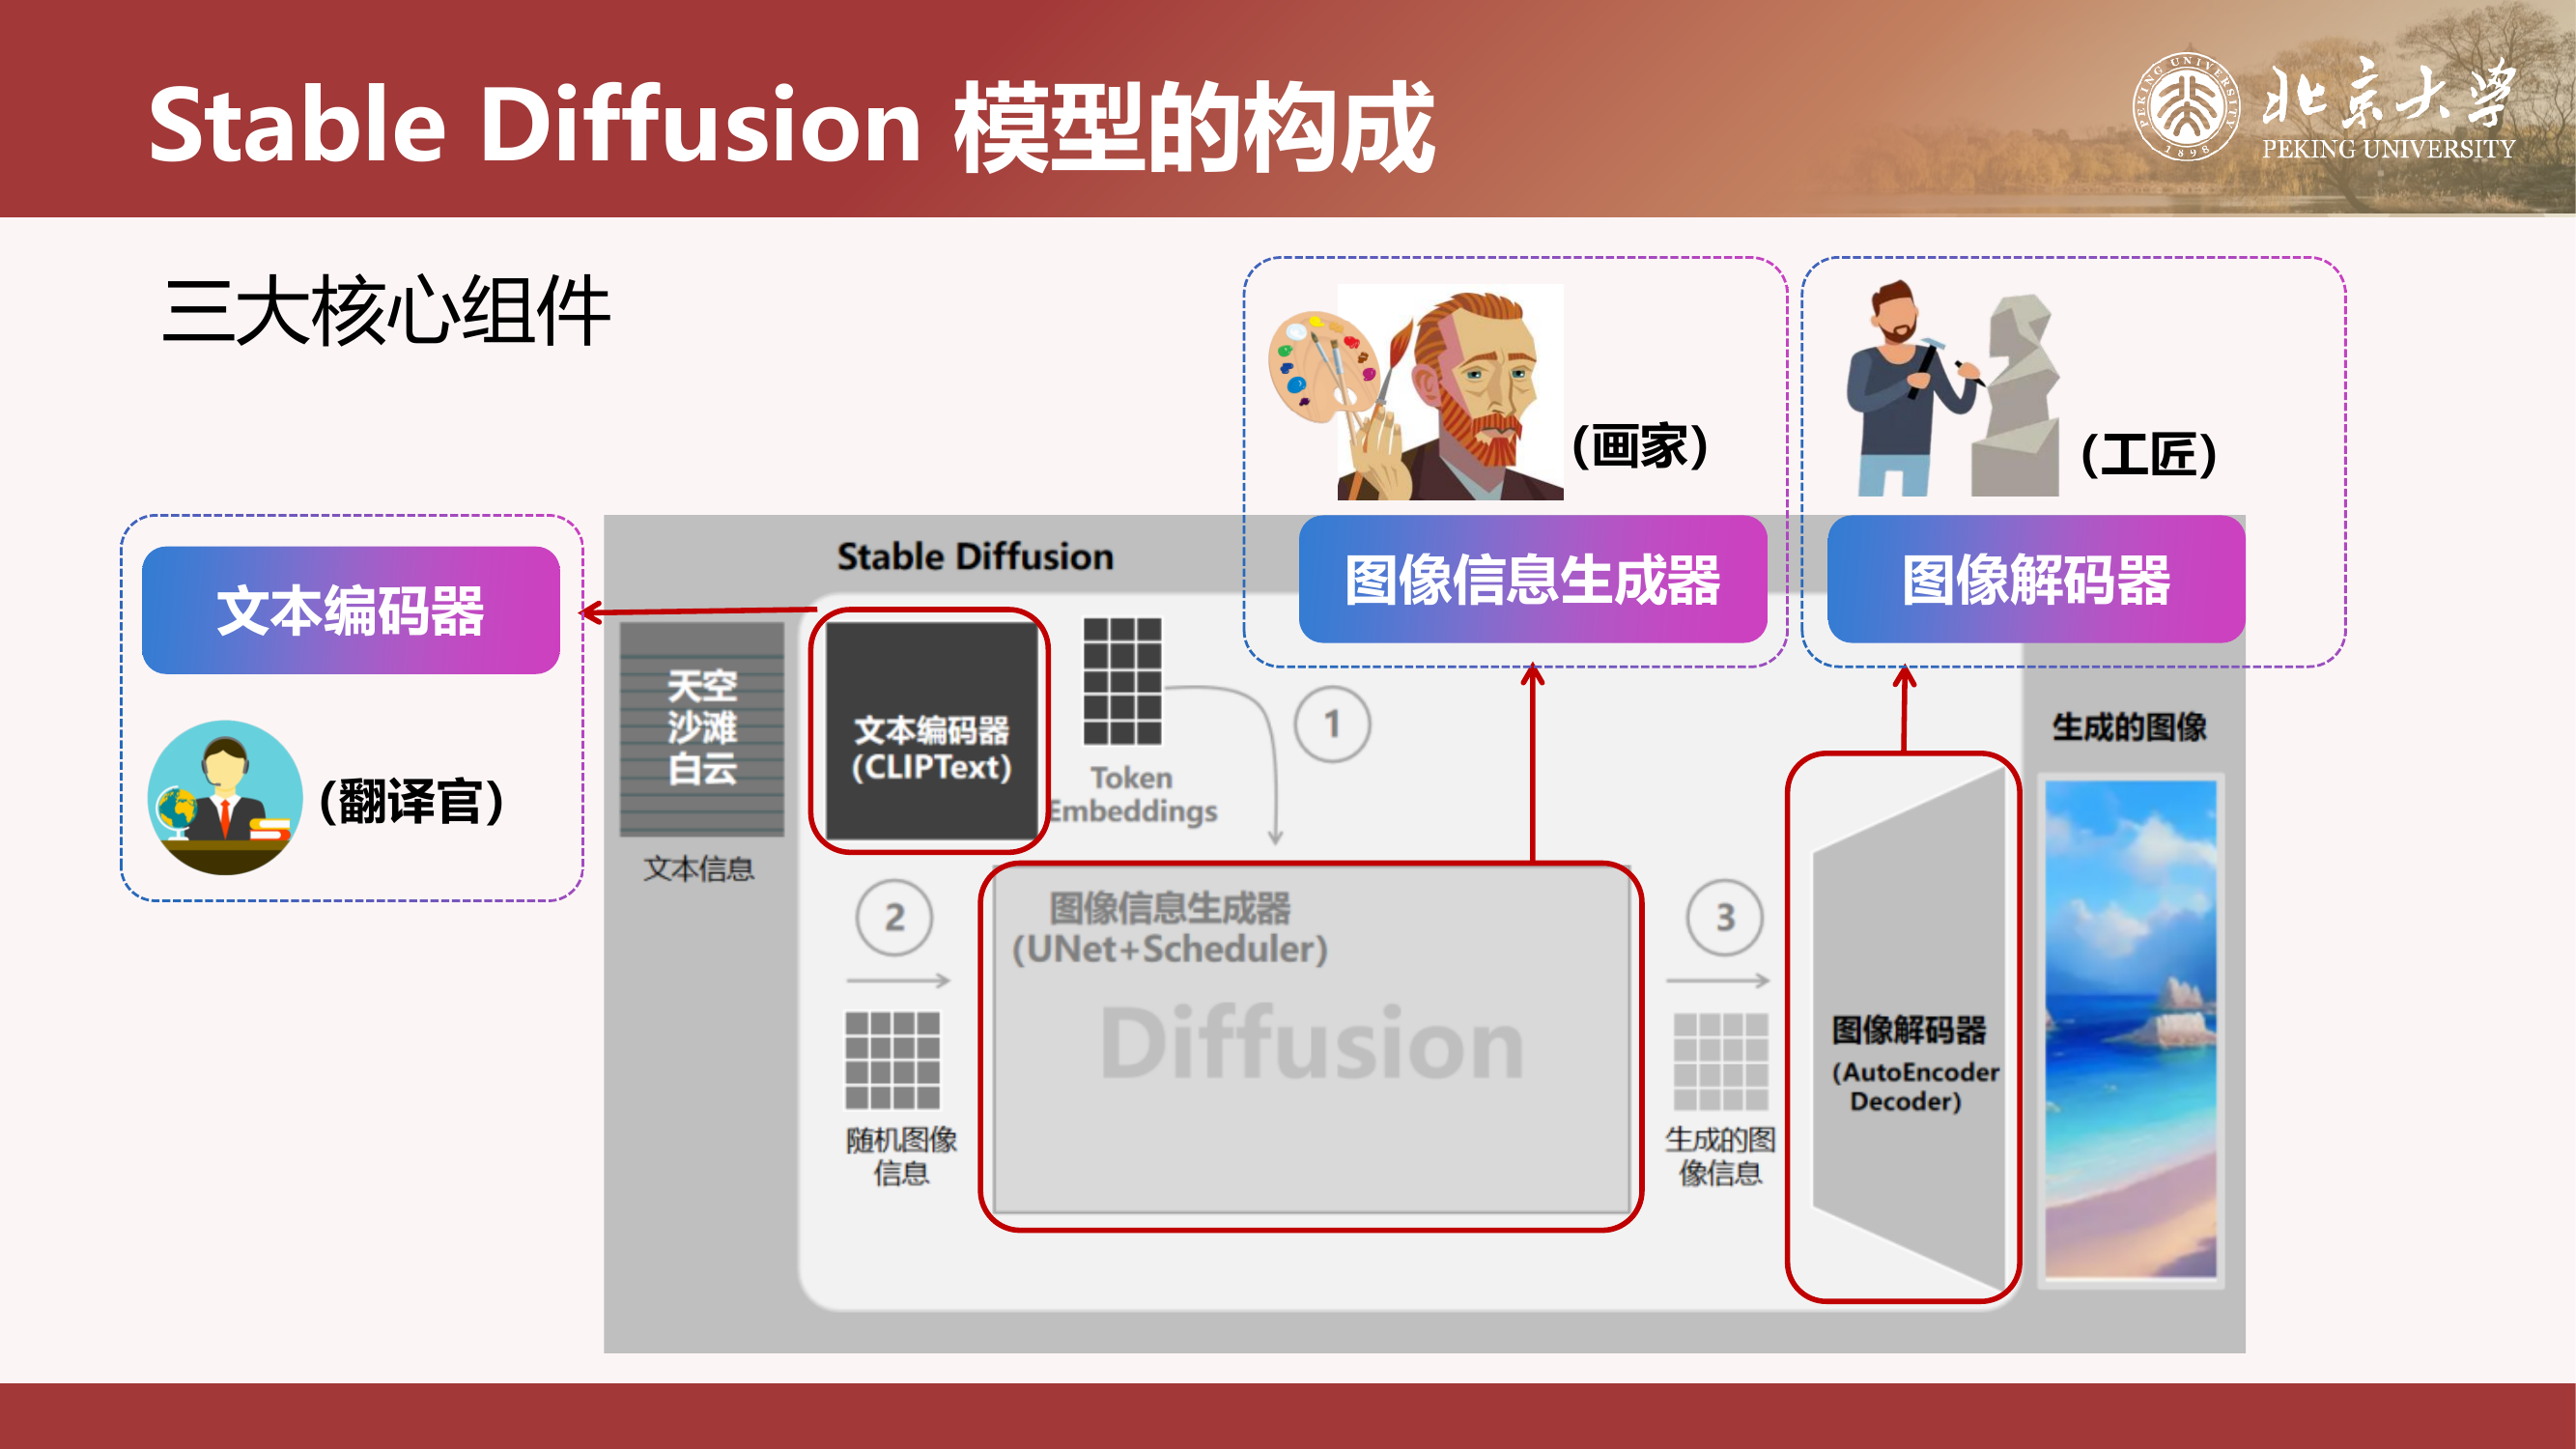 Stable Diffusion 模型的构成
PEKING UNIVERSITY
1898
北京大学
PEKING UNIVERSITY
三大核心组件
(画家)
(工匠)
文本编码器
(翻译官)
Stable Diffusion
图像信息生成器
图像解码器
天空
沙滩
白云
文本信息
文本编码器
(CLIPText)
Token
Embeddings
1
2
图像信息生成器
(UNet+Scheduler)
Diffusion
随机图像
信息
3
生成的图
像信息
图像解码器
(AutoEncoder
Decoder)
生成的图像